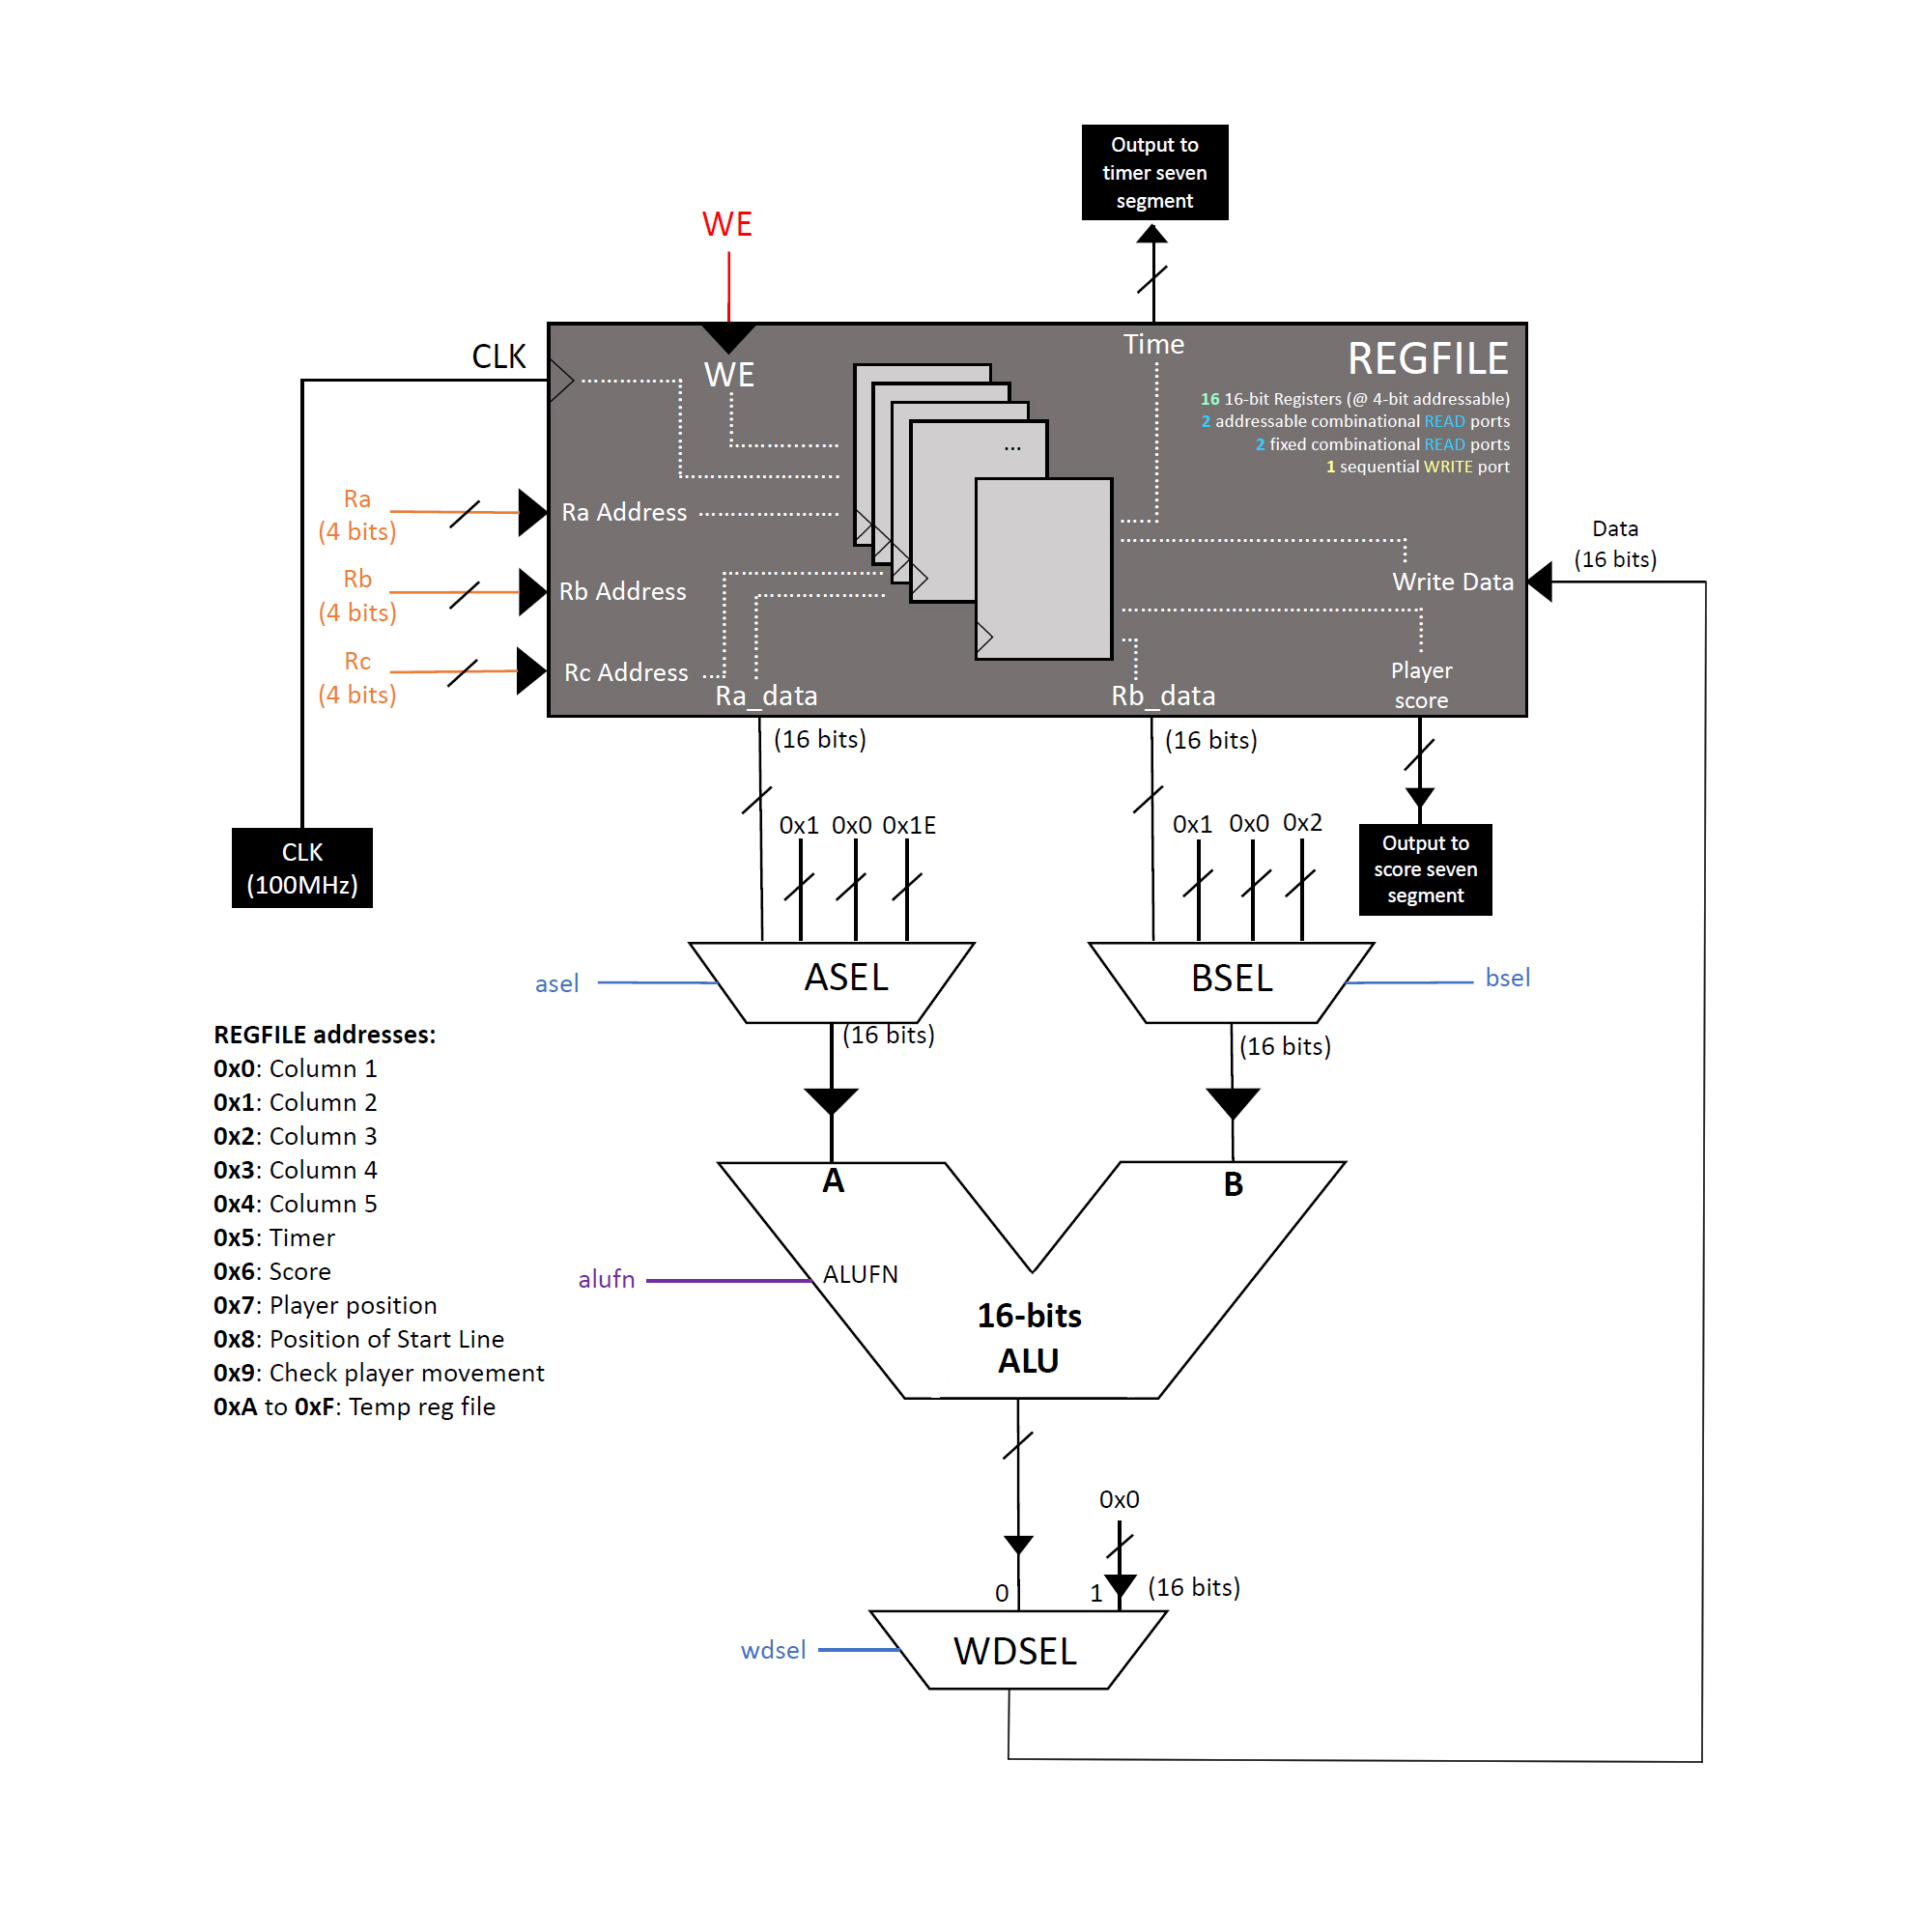 Output to
timer seven
segment
WE
CLK
WE
Time
REGFILE
16 16-bit Registers (@ 4-bit addressable)
2 addressable combinational READ ports
2 fixed combinational READ ports
1 sequential WRITE port
...
Ra
(4 bits)
Ra Address
Rb
(4 bits)
Rb Address
Rc
(4 bits)
Rc Address
Data
(16 bits)
Write Data
Ra_data
Rb_data
Player
score
(16 bits)
(16 bits)
0x1 0x0 0x1E
0x1 0x0 0x2
CLK
(100MHz)
Output to
score seven
segment
asel
ASEL
BSEL
bsel
(16 bits)
(16 bits)
REGFILE addresses:
0x0: Column 1
0x1: Column 2
0x2: Column 3
0x3: Column 4
0x4: Column 5
0x5: Timer
0x6: Score
0x7: Player position
0x8: Position of Start Line
0x9: Check player movement
0xA to 0xF: Temp reg file
A
B
alufn
ALUFN
16-bits
ALU
0x0
0
1
(16 bits)
wdsel
WDSEL